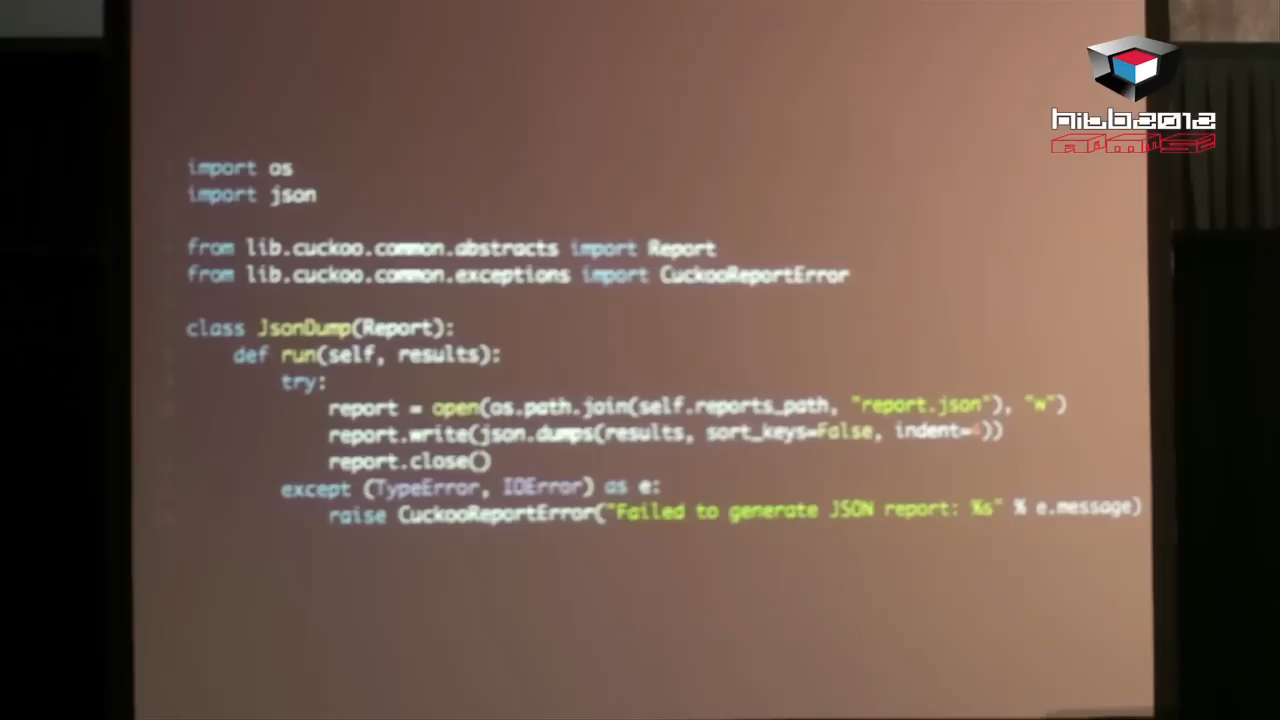 HITB2012
AMS
import os
import json
from lib.cuckoo.common.abstracts import Report
from lib.cuckoo.common.exceptions import CuckooReportError
class JsonDump(Report):
def run(self, results):
try:
report = open(os.path.join(self.reports_path, "report.json"), "w")
report.write(json.dumps(results, sort_keys=False, indent=4))
report.close()
except (TypeError, IOError) as e:
raise CuckooReportError("Failed to generate JSON report: %s" % e.message)